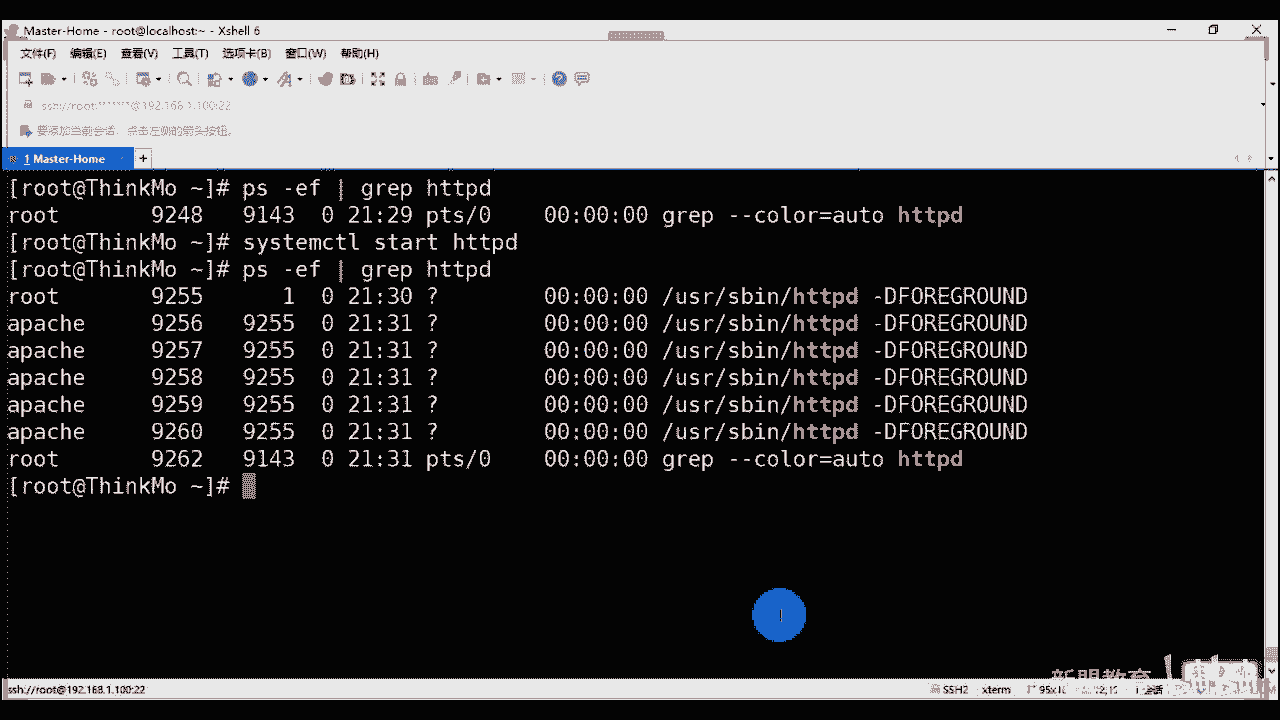 Master-Home - root@localhost:~ - Xshell 6
文件(F) 编辑(E) 查看(V) 工具(T) 选项卡(B) 窗口(W) 帮助(H)
ssh://root:******@192.168.1.100:22
要添加当前会话，点击左侧的箭头按钮。
1 Master-Home +
[root@ThinkMo ~]# ps -ef | grep httpd
root 9248 9143 0 21:29 pts/0 00:00:00 grep --color=auto httpd
[root@ThinkMo ~]# systemctl start httpd
[root@ThinkMo ~]# ps -ef | grep httpd
root 9255 1 0 21:30 ? 00:00:00 /usr/sbin/httpd -DFOREGROUND
apache 9256 9255 0 21:31 ? 00:00:00 /usr/sbin/httpd -DFOREGROUND
apache 9257 9255 0 21:31 ? 00:00:00 /usr/sbin/httpd -DFOREGROUND
apache 9258 9255 0 21:31 ? 00:00:00 /usr/sbin/httpd -DFOREGROUND
apache 9259 9255 0 21:31 ? 00:00:00 /usr/sbin/httpd -DFOREGROUND
apache 9260 9255 0 21:31 ? 00:00:00 /usr/sbin/httpd -DFOREGROUND
root 9262 9143 0 21:31 pts/0 00:00:00 grep --color=auto httpd
[root@ThinkMo ~]#
新盟教育
ssh://root@192.168.1.100:22 SSH2 xterm